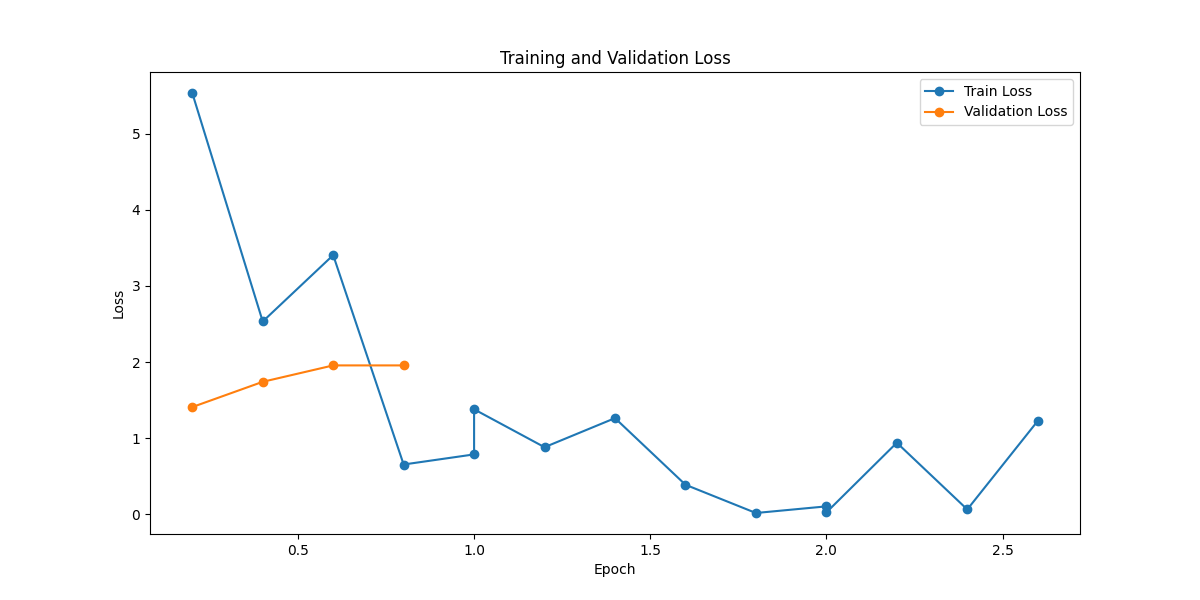 Training and Validation Loss
Train Loss
Validation Loss
5
4
3
2
1
0
Loss
0.5 1.0 1.5 2.0 2.5
Epoch